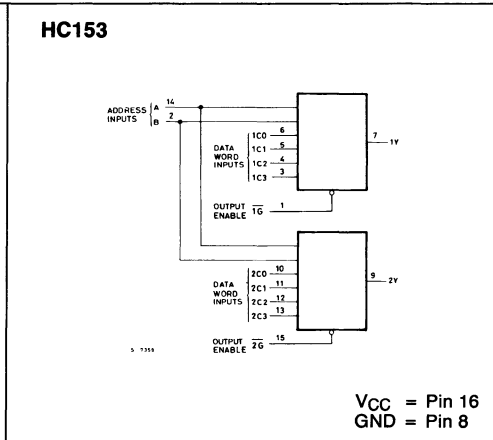 HC153
ADDRESS INPUTS A 14
B 2
DATA WORD INPUTS
1C0 6
1C1 5
1C2 4
1C3 3
7 1Y
OUTPUT ENABLE 1G 1
DATA WORD INPUTS
2C0 10
2C1 11
2C2 12
2C3 13
9 2Y
OUTPUT ENABLE 2G 15
VCC = Pin 16
GND = Pin 8